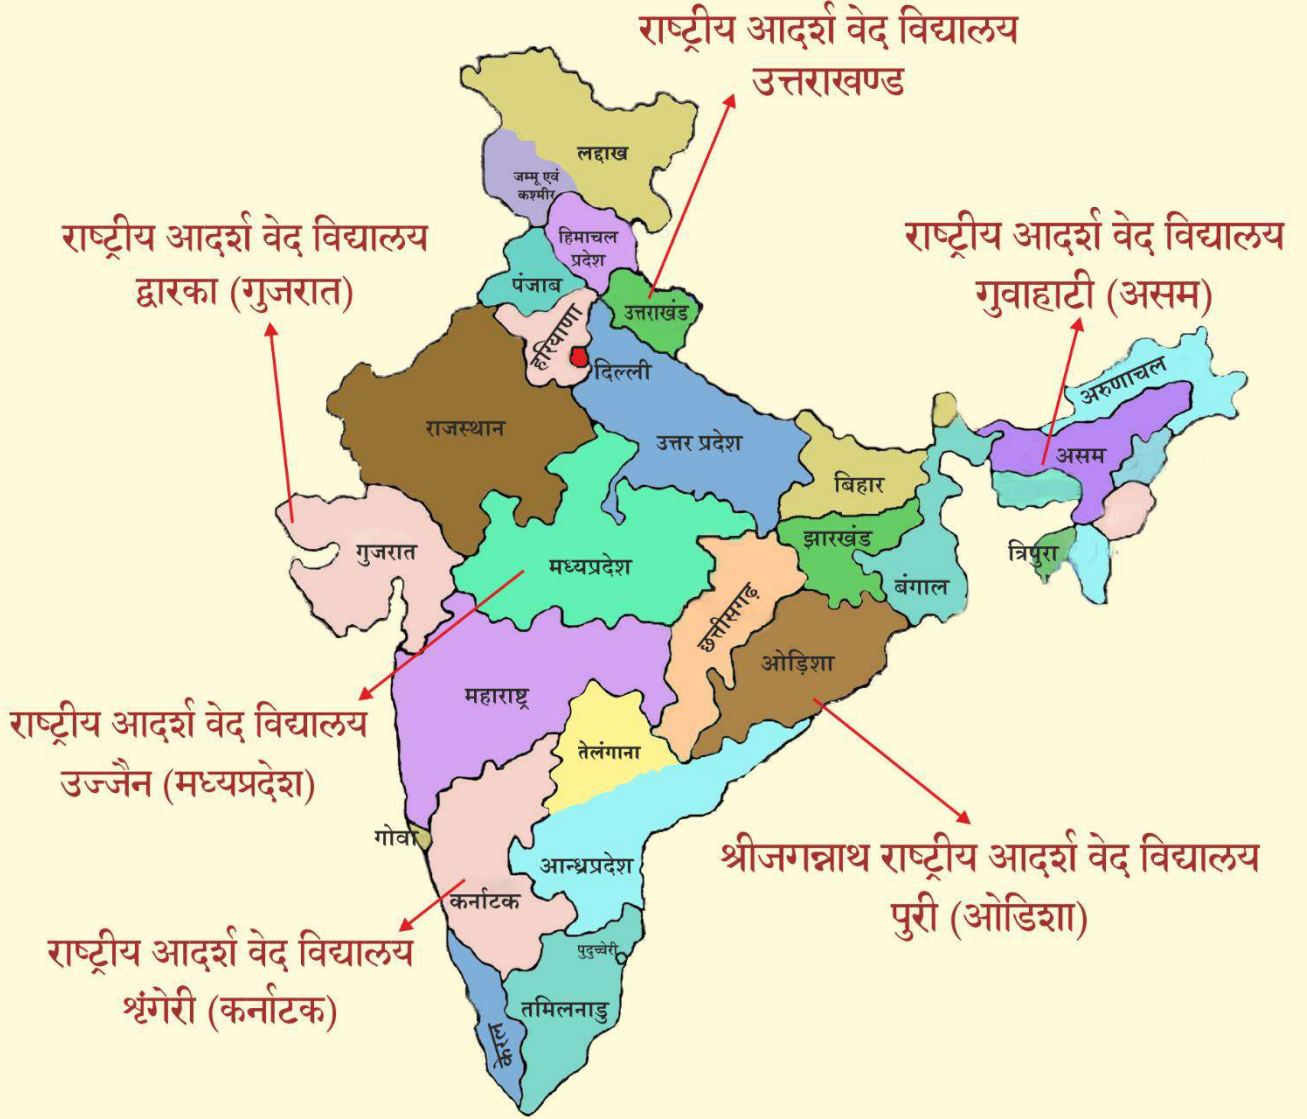 राष्ट्रीय आदर्श वेद विद्यालय
उत्तराखण्ड
लद्दाख
जम्मू एवं
कश्मीर
राष्ट्रीय आदर्श वेद विद्यालय
द्वारका (गुजरात)
हिमाचल
प्रदेश
राष्ट्रीय आदर्श वेद विद्यालय
गुवाहाटी (असम)
पंजाब
उत्तराखंड
हरियाणा
दिल्ली
अरुणाचल
राजस्थान
उत्तर प्रदेश
असम
बिहार
झारखंड
गुजरात
मध्यप्रदेश
त्रिपुरा
बंगाल
छत्तीसगढ़
ओड़िशा
महाराष्ट्र
राष्ट्रीय आदर्श वेद विद्यालय
उज्जैन (मध्यप्रदेश)
तेलंगाना
गोवा
आन्ध्रप्रदेश
श्रीजगन्नाथ राष्ट्रीय आदर्श वेद विद्यालय
पुरी (ओडिशा)
कर्नाटक
राष्ट्रीय आदर्श वेद विद्यालय
शृंगेरी (कर्नाटक)
पुदुच्चेरी
तमिलनाडु
केरल